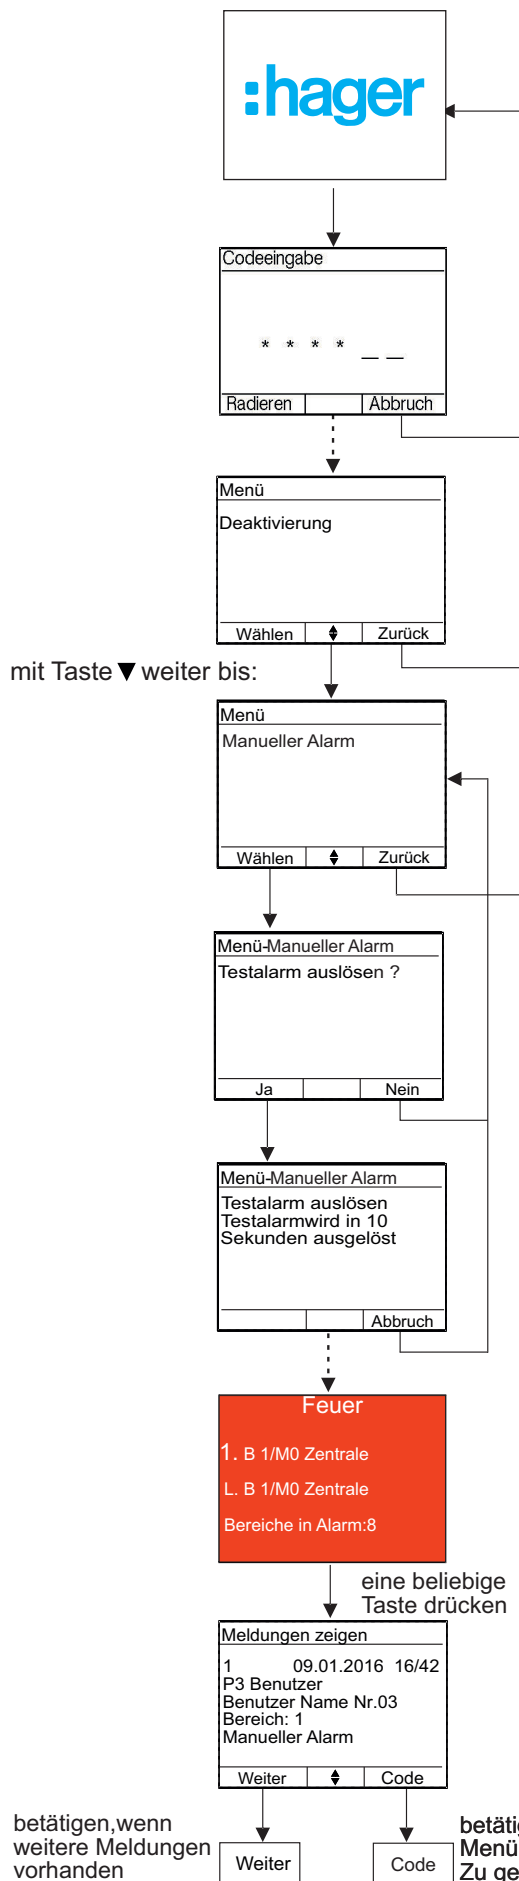 :hager
Codeeingabe
* * * * _ _
Radieren Abbruch
Menü
Deaktivierung
Wählen Zurück
mit Taste ▼ weiter bis:
Menü
Manueller Alarm
Wählen Zurück
Menü-Manueller Alarm
Testalarm auslösen ?
Ja Nein
Menü-Manueller Alarm
Testalarm auslösen
Testalarmwird in 10
Sekunden ausgelöst
Abbruch
Feuer
1. B 1/M0 Zentrale
L. B 1/M0 Zentrale
Bereiche in Alarm:8
eine beliebige
Taste drücken
Meldungen zeigen
1 09.01.2016 16/42
P3 Benutzer
Benutzer Name Nr.03
Bereich: 1
Manueller Alarm
Weiter Code
betätigen,wenn
weitere Meldungen
vorhanden
Weiter
Code
Menü
Zu